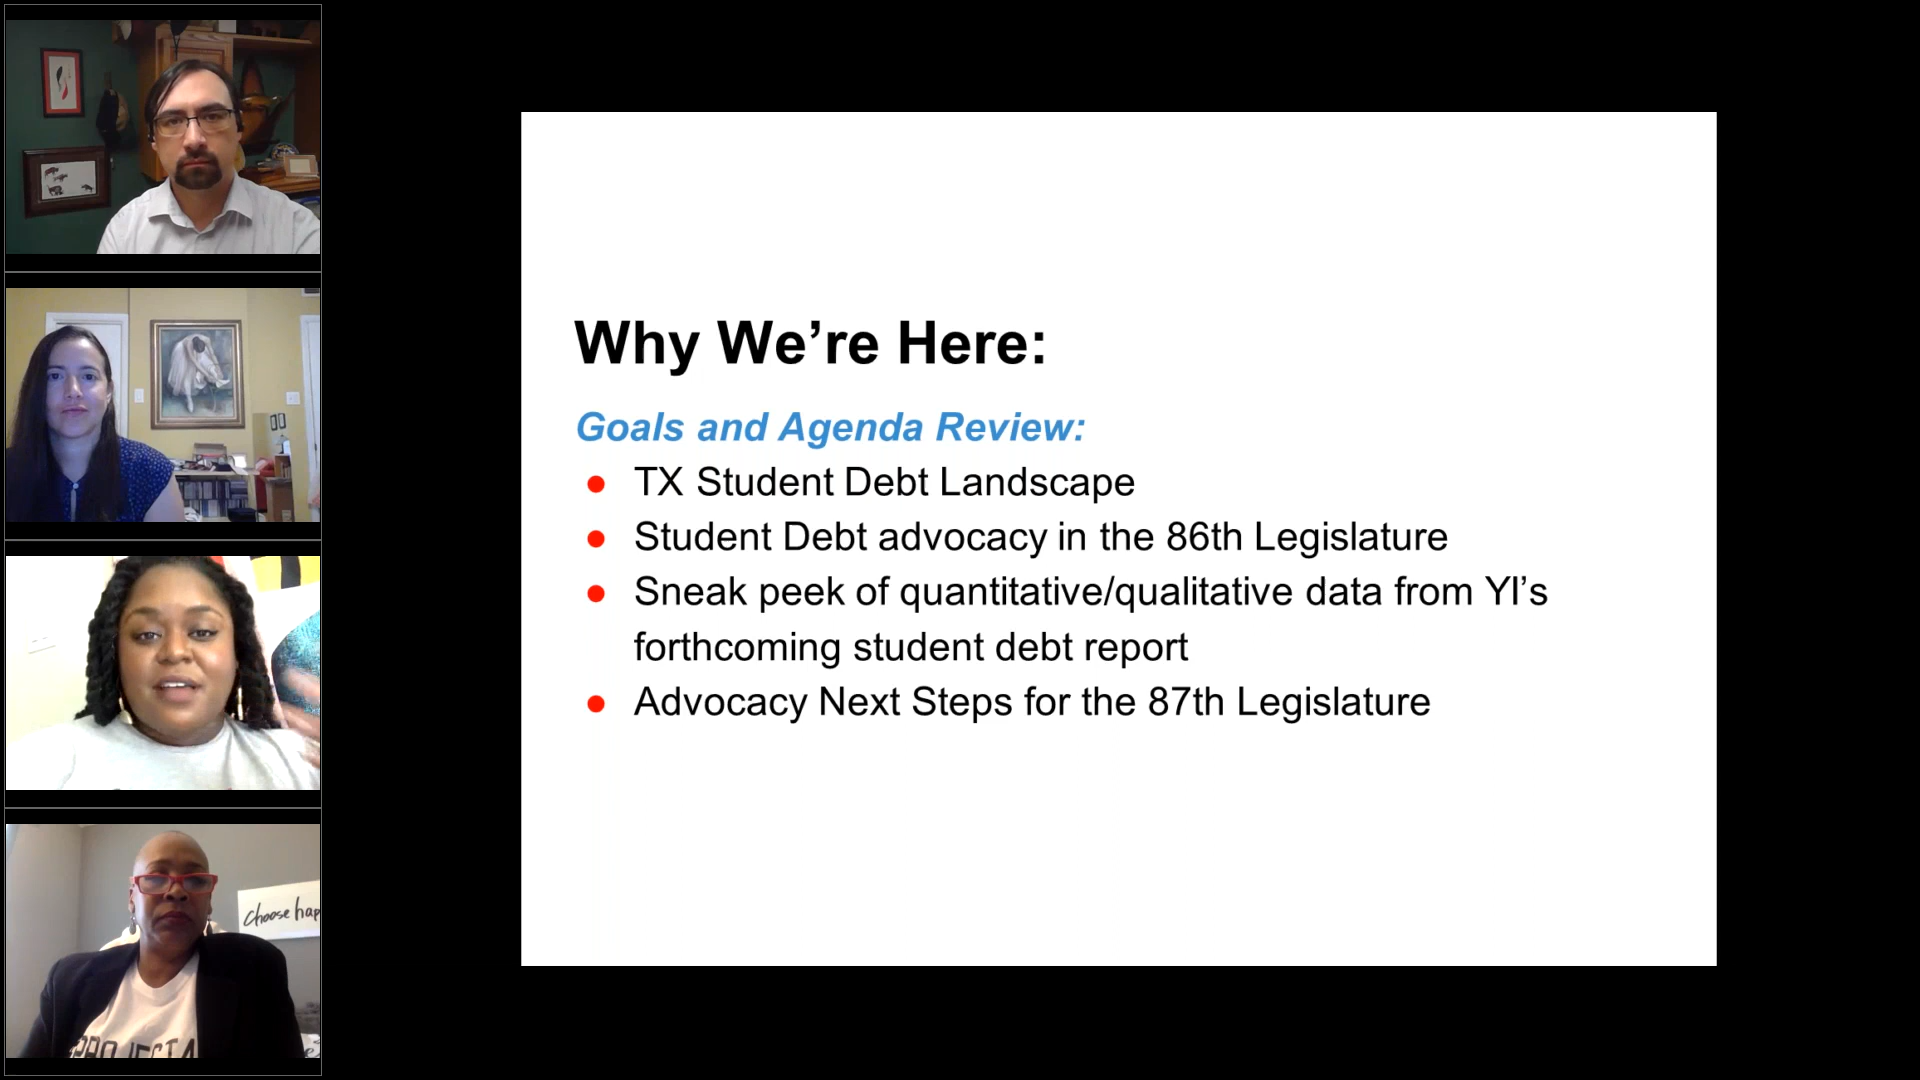 Why We’re Here:
Goals and Agenda Review:
● TX Student Debt Landscape
● Student Debt advocacy in the 86th Legislature
● Sneak peek of quantitative/qualitative data from YI’s
forthcoming student debt report
● Advocacy Next Steps for the 87th Legislature
choose hap